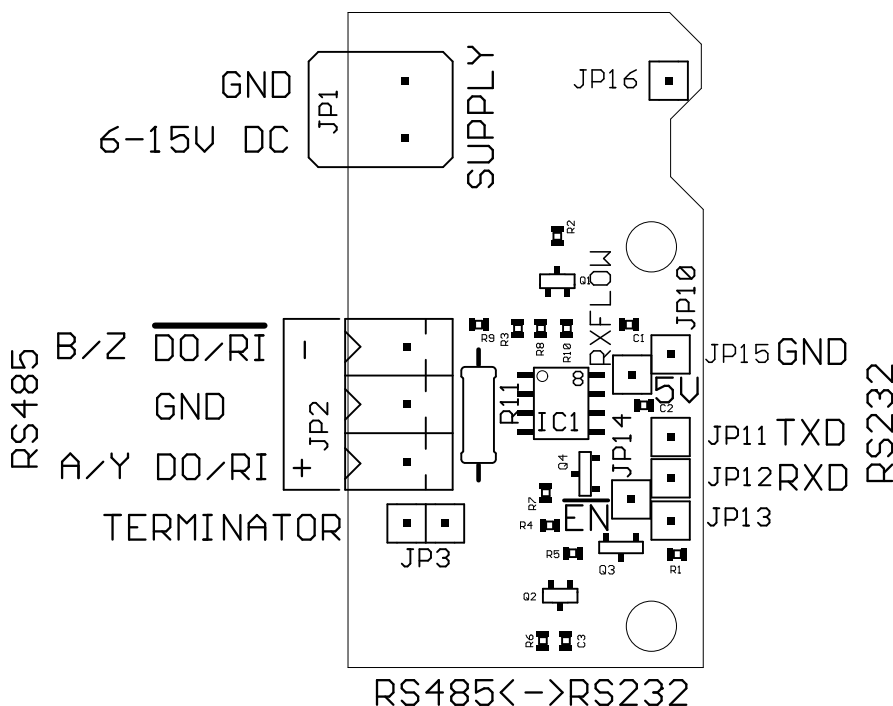 GND
6-15V DC
JP1
SUPPLY
JP16
R2
Q1
RXFLOW
JP10
R9
R3
R8
R10
C1
RS485
B/Z DO/RI
-
GND
A/Y DO/RI
+
JP2
R11
IC1
8
5V
C2
JP15 GND
JP11 TXD
JP12 RXD
JP13
RS232
JP14
Q4
R7
EN
R4
R5
Q3
R1
TERMINATOR
JP3
Q2
R6
C3
RS485<->RS232